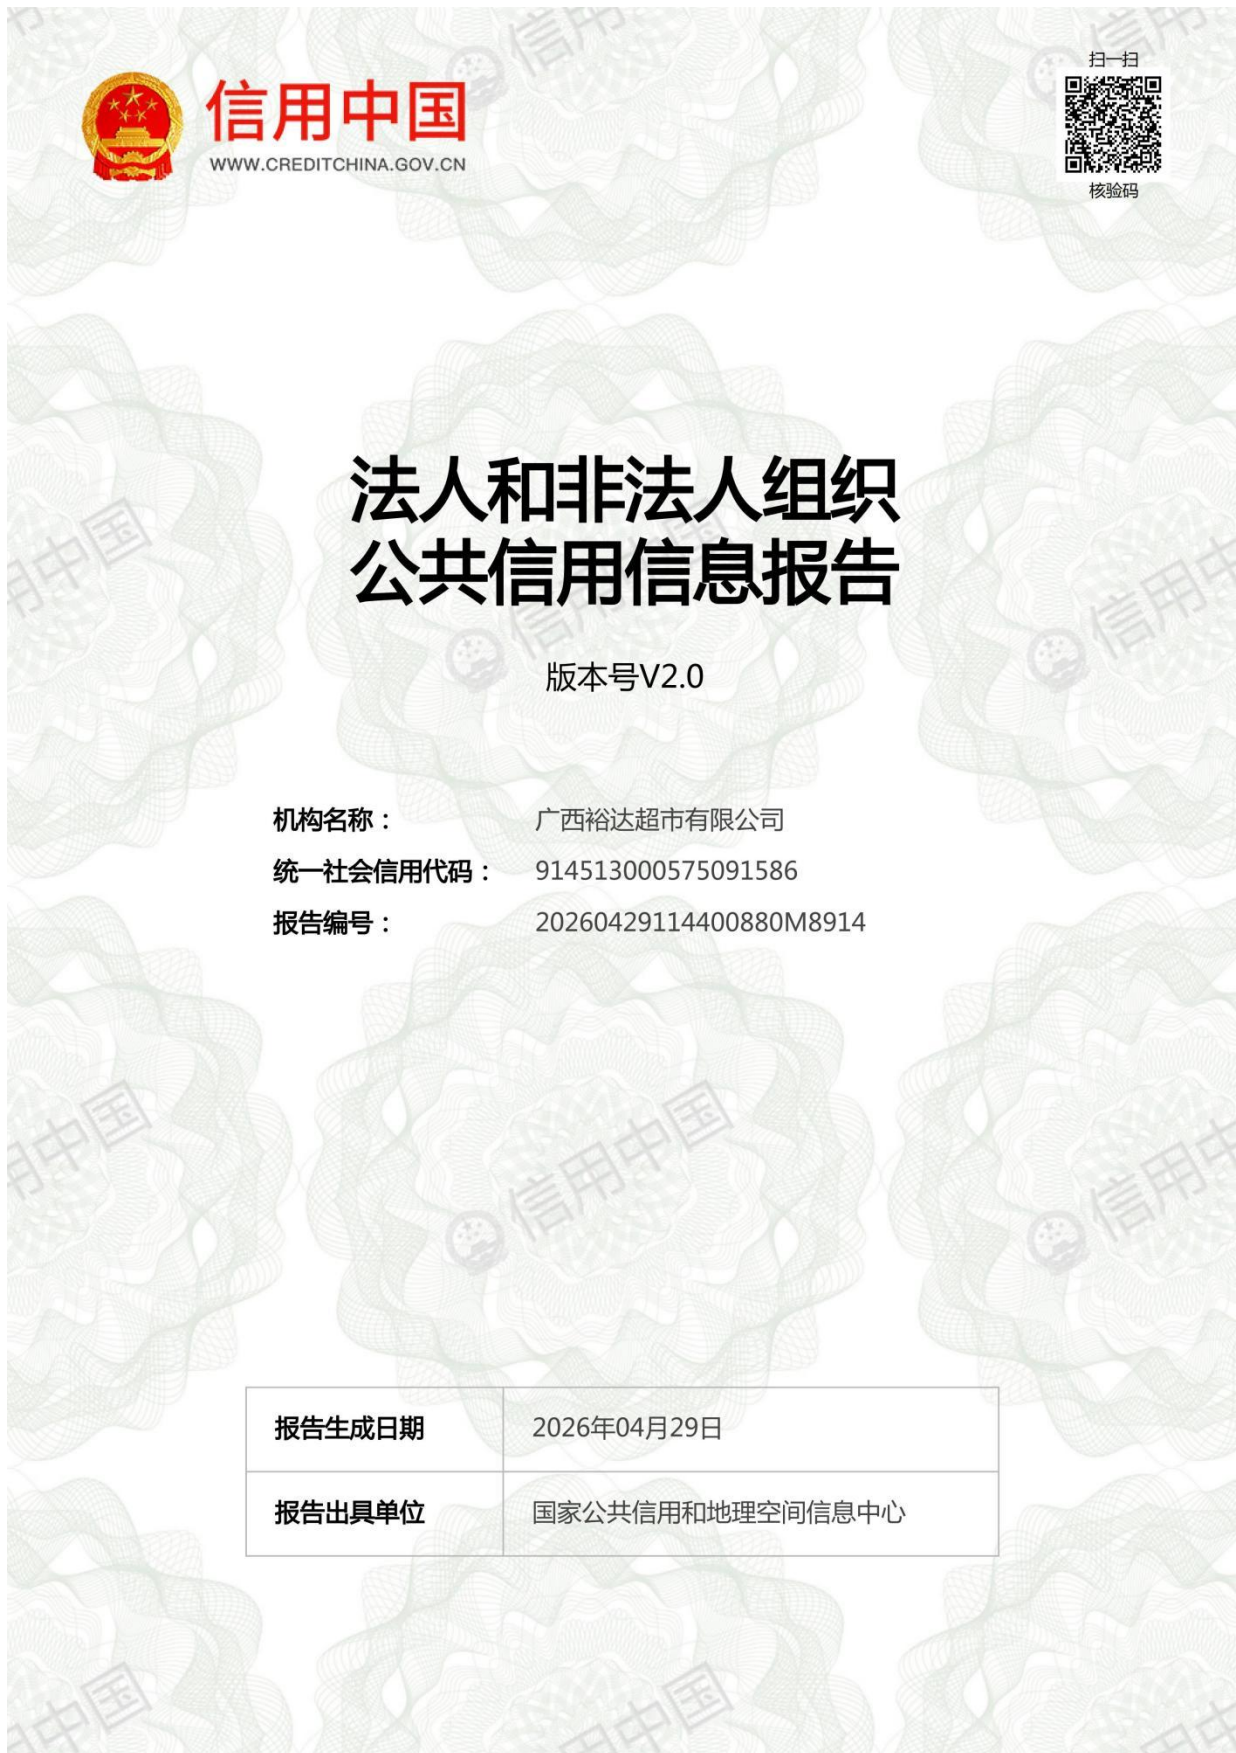 扫一扫
信用中国
WWW.CREDITCHINA.GOV.CN
核验码
法人和非法人组织
公共信用信息报告
版本号V2.0
机构名称： 广西裕达超市有限公司
统一社会信用代码： 914513000575091586
报告编号： 20260429114400880M8914
报告生成日期 2026年04月29日
报告出具单位 国家公共信用和地理空间信息中心
信用中国